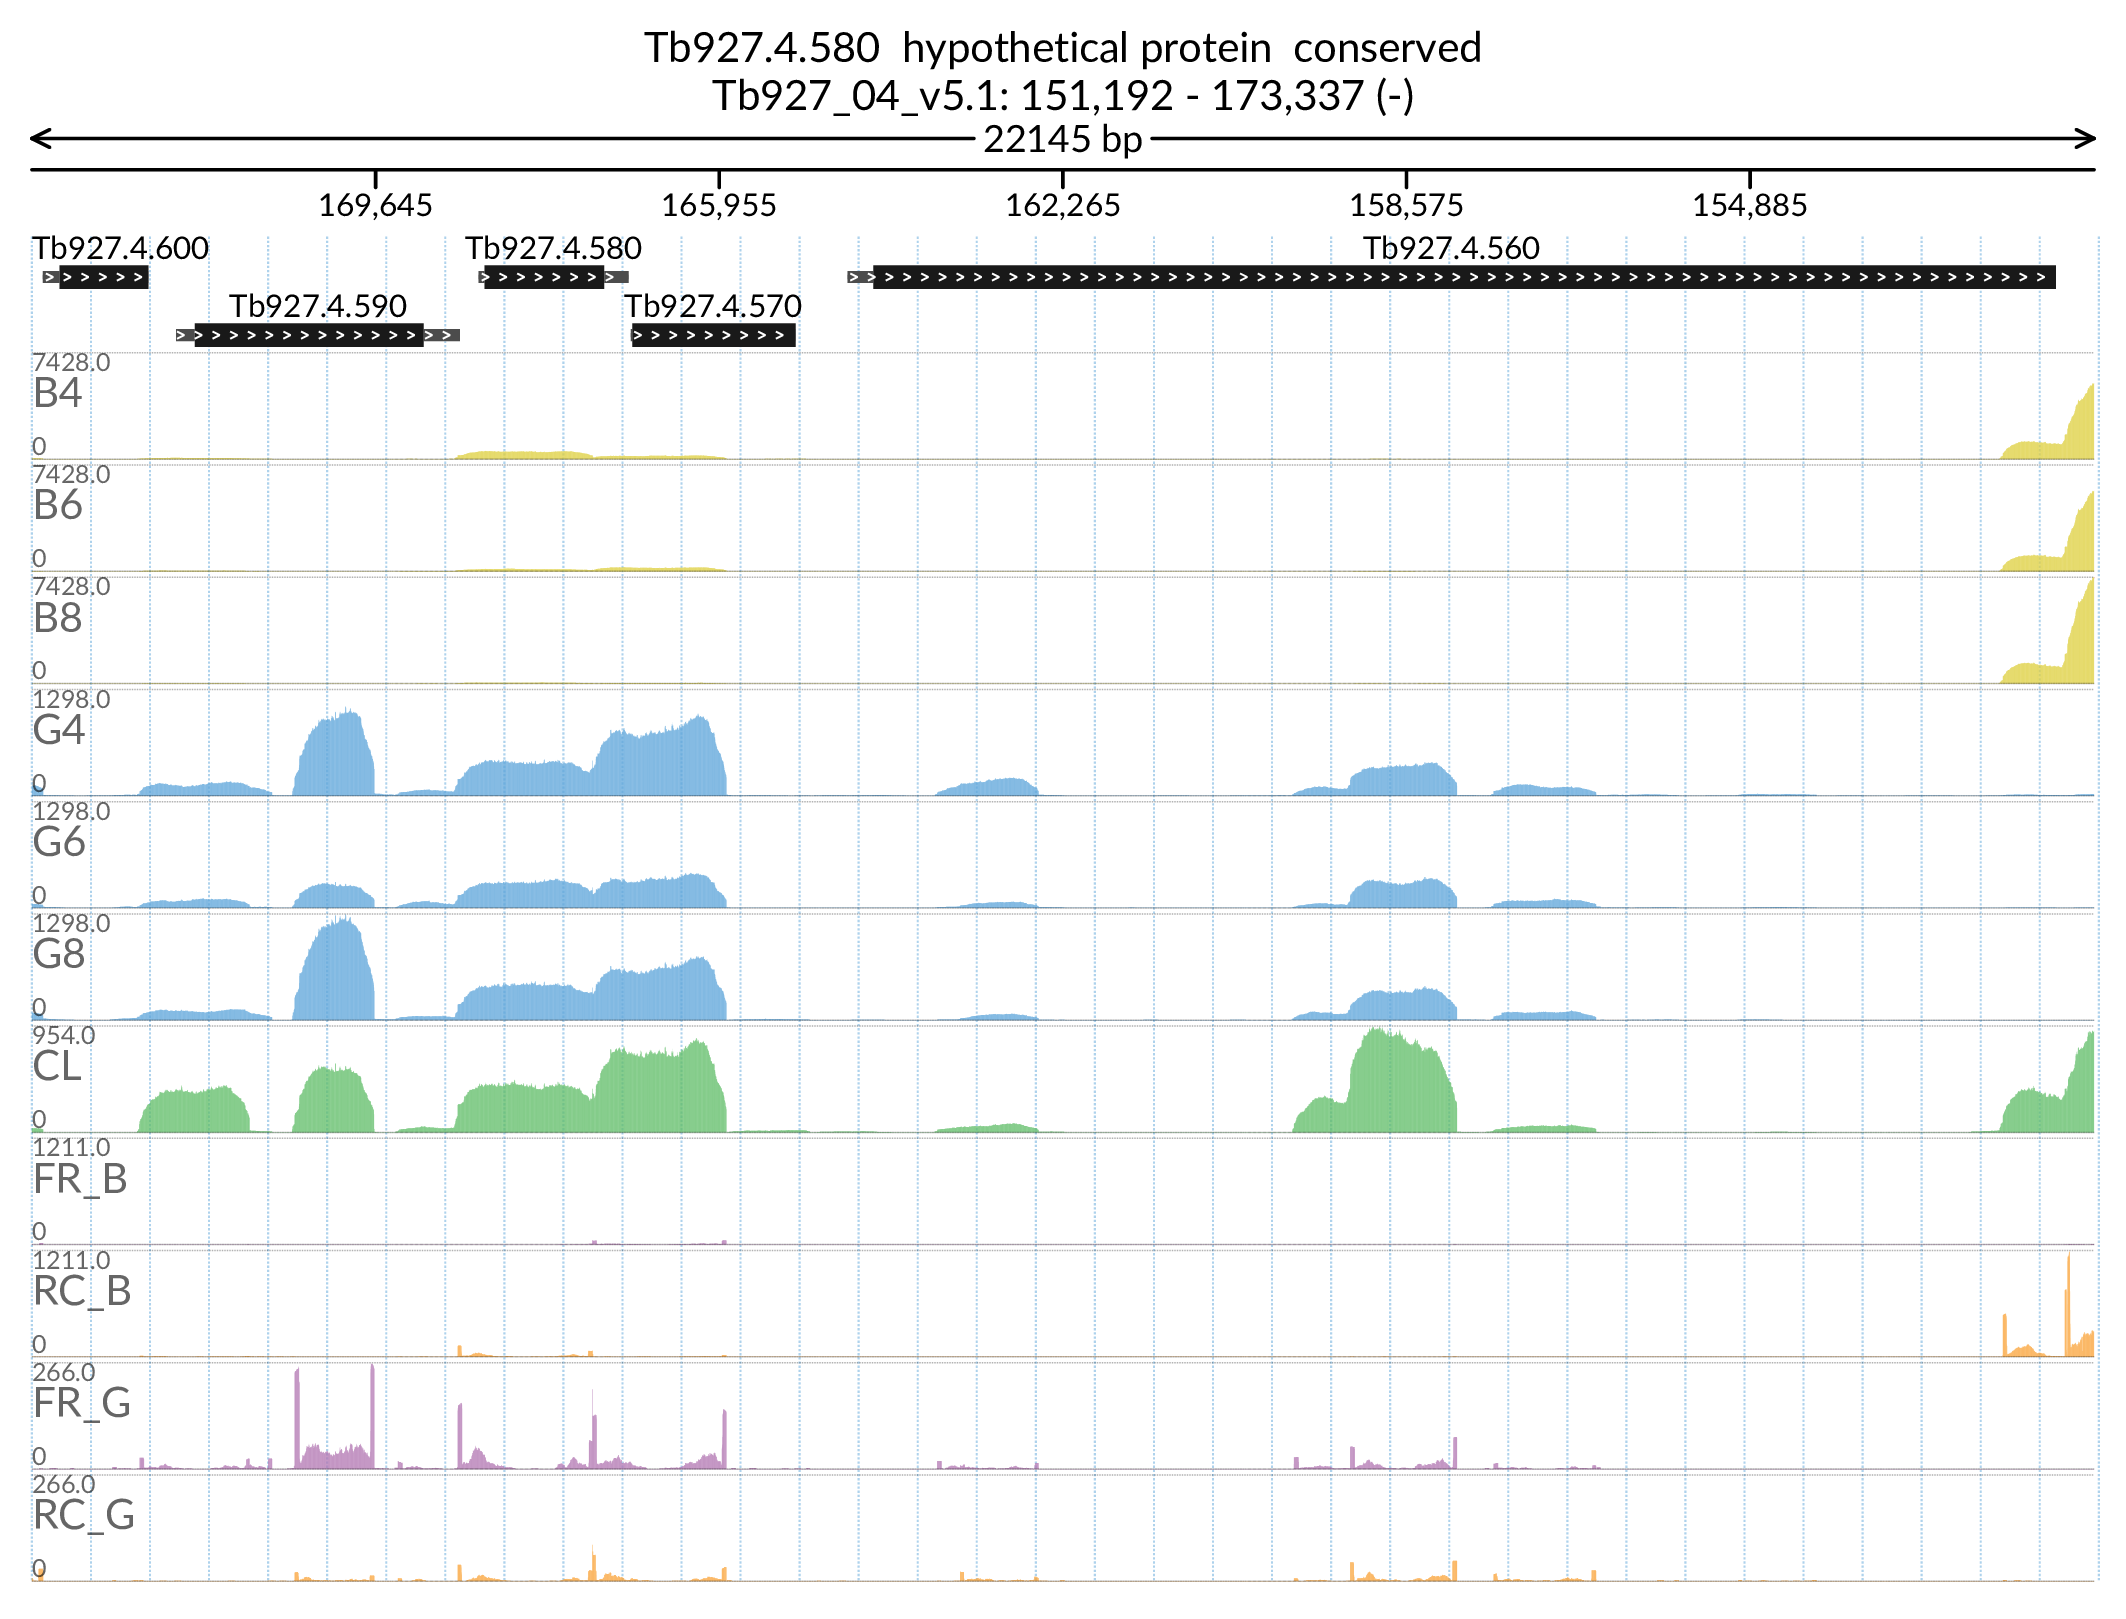 Tb927.4.580 hypothetical protein conserved
Tb927_04_v5.1: 151,192 - 173,337 (-)
22145 bp
169,645 165,955 162,265 158,575 154,885
Tb927.4.600 Tb927.4.580 Tb927.4.560
Tb927.4.590 Tb927.4.570
7428.0
B4
0
7428.0
B6
0
7428.0
B8
0
1298.0
G4
0
1298.0
G6
0
1298.0
G8
0
954.0
CL
0
1211.0
FR_B
0
1211.0
RC_B
0
266.0
FR_G
0
266.0
RC_G
0